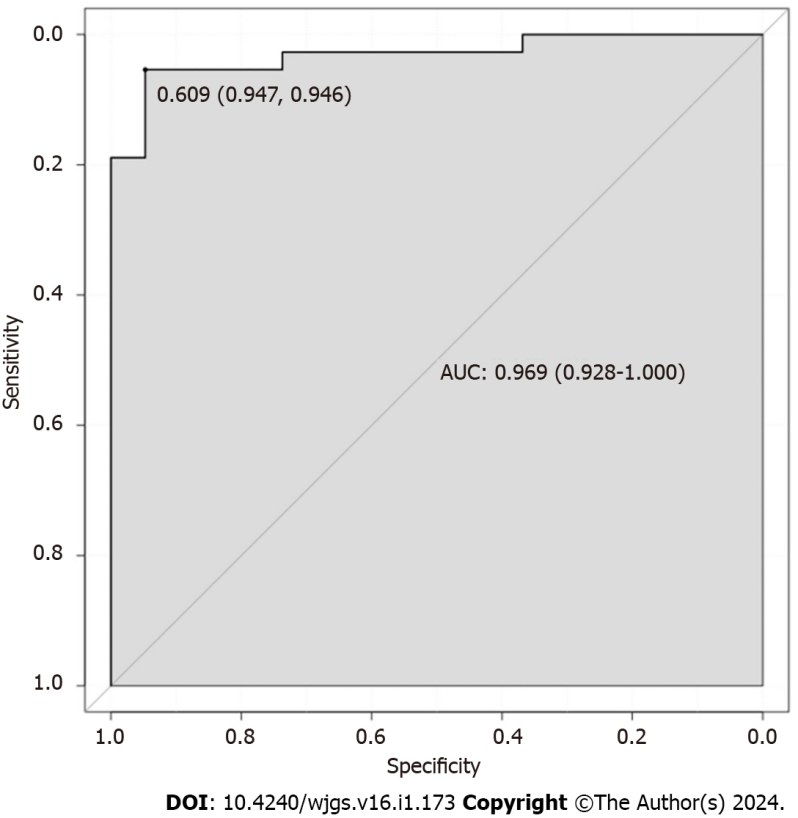 0.0
0.609 (0.947, 0.946)
0.2
0.4
Sensitivity
AUC: 0.969 (0.928-1.000)
0.6
0.8
1.0
1.0 0.8 0.6 0.4 0.2 0.0
Specificity
DOI: 10.4240/wjgs.v16.i1.173 Copyright ©The Author(s) 2024.